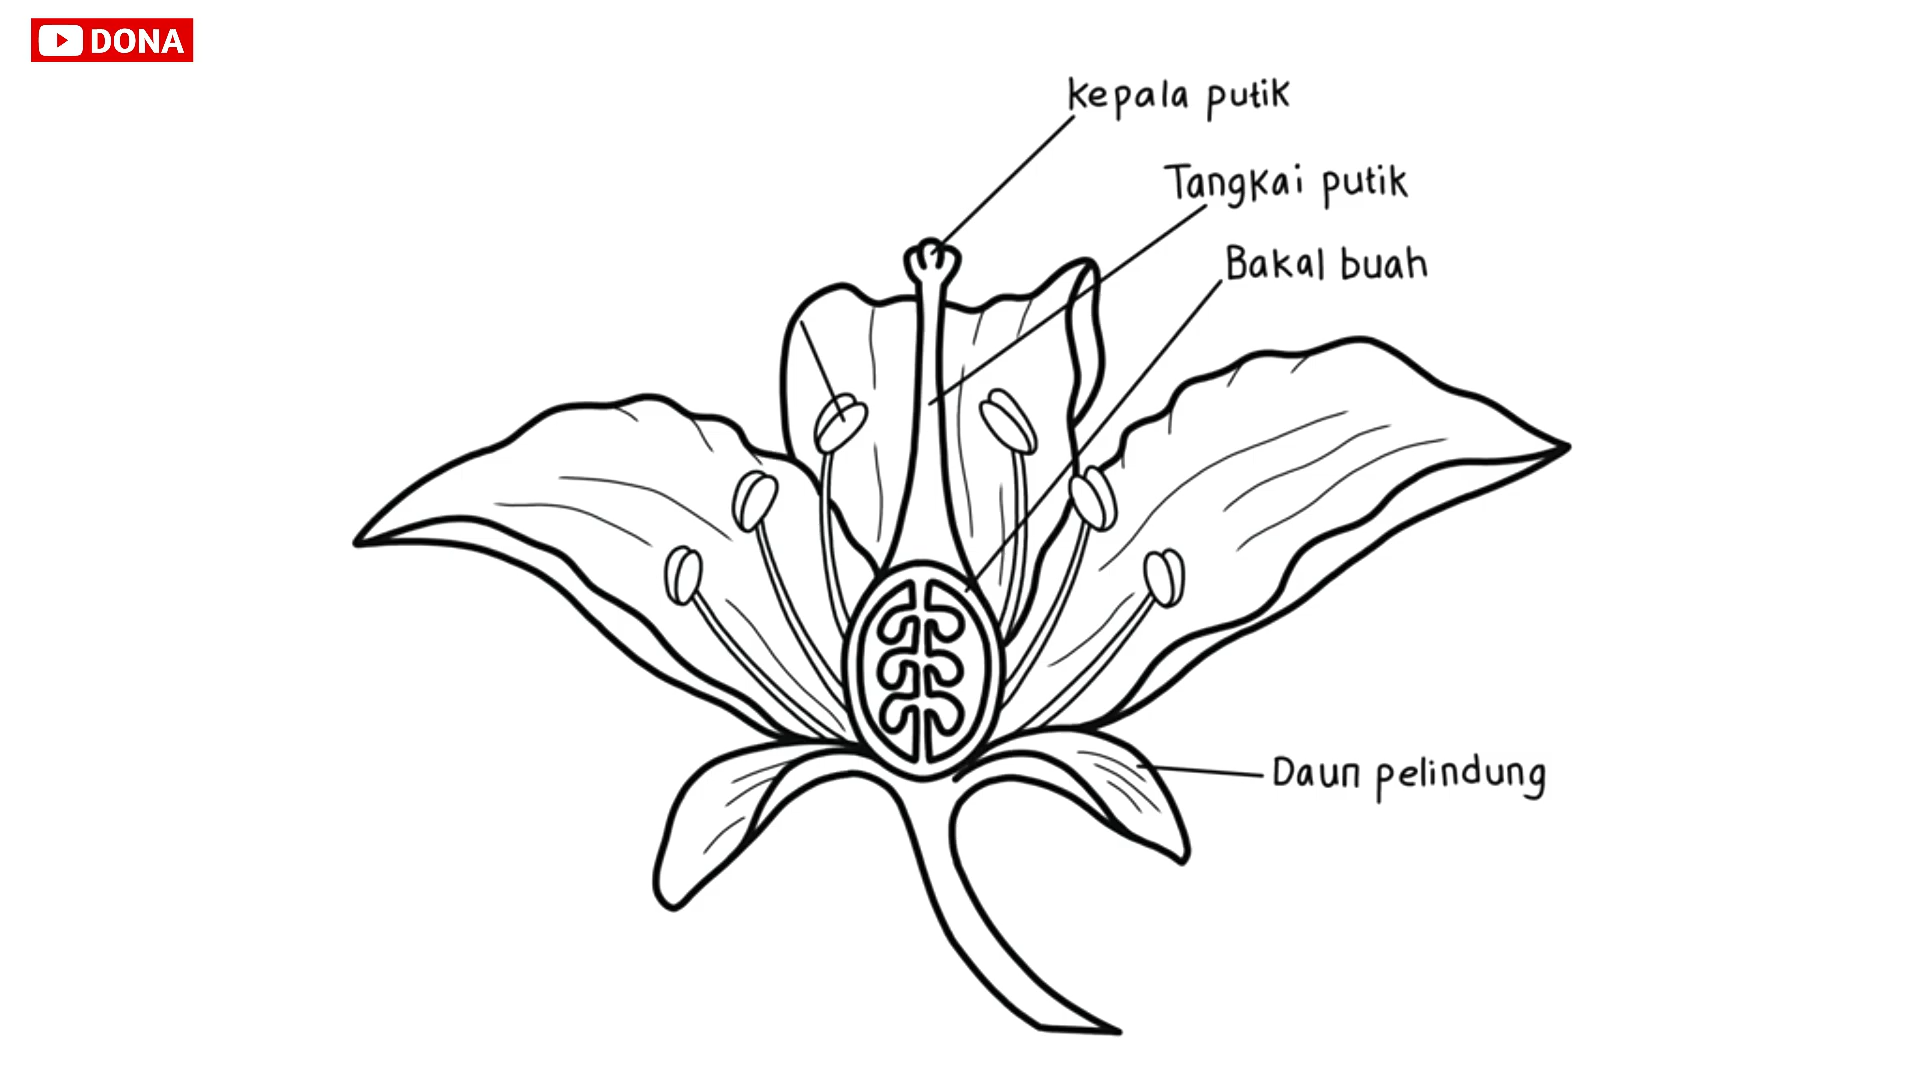 DONA
kepala putik
Tangkai putik
Bakal buah
Daun pelindung